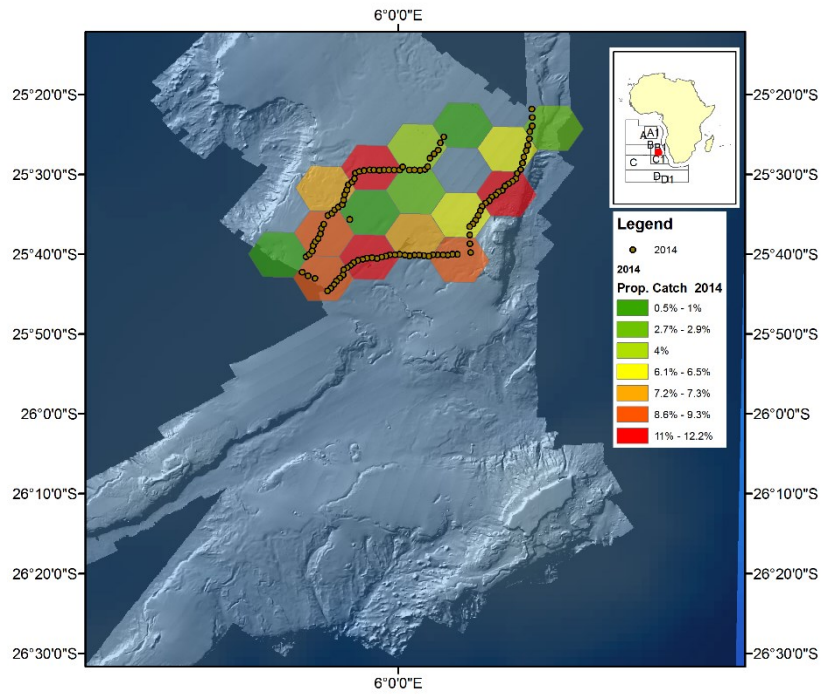 6°0'0"E
25°20'0"S
25°20'0"S
25°30'0"S
25°30'0"S
25°40'0"S
25°40'0"S
25°50'0"S
25°50'0"S
26°0'0"S
26°0'0"S
26°10'0"S
26°10'0"S
26°20'0"S
26°20'0"S
26°30'0"S
26°30'0"S
6°0'0"E
A
A1
B
C
C1
D
D1
Legend
2014
2014
Prop. Catch 2014
0.5% - 1%
2.7% - 2.9%
4%
6.1% - 6.5%
7.2% - 7.3%
8.6% - 9.3%
11% - 12.2%